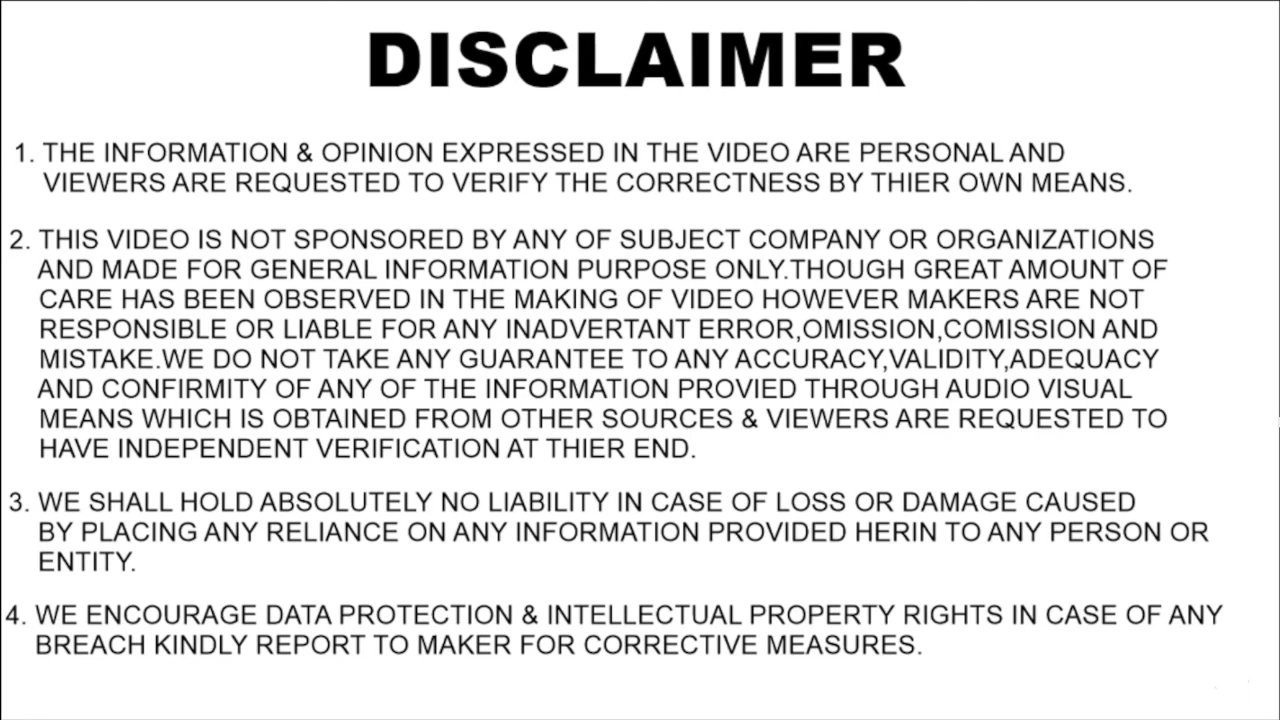 DISCLAIMER
1. THE INFORMATION & OPINION EXPRESSED IN THE VIDEO ARE PERSONAL AND
VIEWERS ARE REQUESTED TO VERIFY THE CORRECTNESS BY THIER OWN MEANS.
2. THIS VIDEO IS NOT SPONSORED BY ANY OF SUBJECT COMPANY OR ORGANIZATIONS
AND MADE FOR GENERAL INFORMATION PURPOSE ONLY.THOUGH GREAT AMOUNT OF
CARE HAS BEEN OBSERVED IN THE MAKING OF VIDEO HOWEVER MAKERS ARE NOT
RESPONSIBLE OR LIABLE FOR ANY INADVERTANT ERROR,OMISSION,COMISSION AND
MISTAKE.WE DO NOT TAKE ANY GUARANTEE TO ANY ACCURACY,VALIDITY,ADEQUACY
AND CONFIRMITY OF ANY OF THE INFORMATION PROVIED THROUGH AUDIO VISUAL
MEANS WHICH IS OBTAINED FROM OTHER SOURCES & VIEWERS ARE REQUESTED TO
HAVE INDEPENDENT VERIFICATION AT THIER END.
3. WE SHALL HOLD ABSOLUTELY NO LIABILITY IN CASE OF LOSS OR DAMAGE CAUSED
BY PLACING ANY RELIANCE ON ANY INFORMATION PROVIDED HERIN TO ANY PERSON OR
ENTITY.
4. WE ENCOURAGE DATA PROTECTION & INTELLECTUAL PROPERTY RIGHTS IN CASE OF ANY
BREACH KINDLY REPORT TO MAKER FOR CORRECTIVE MEASURES.